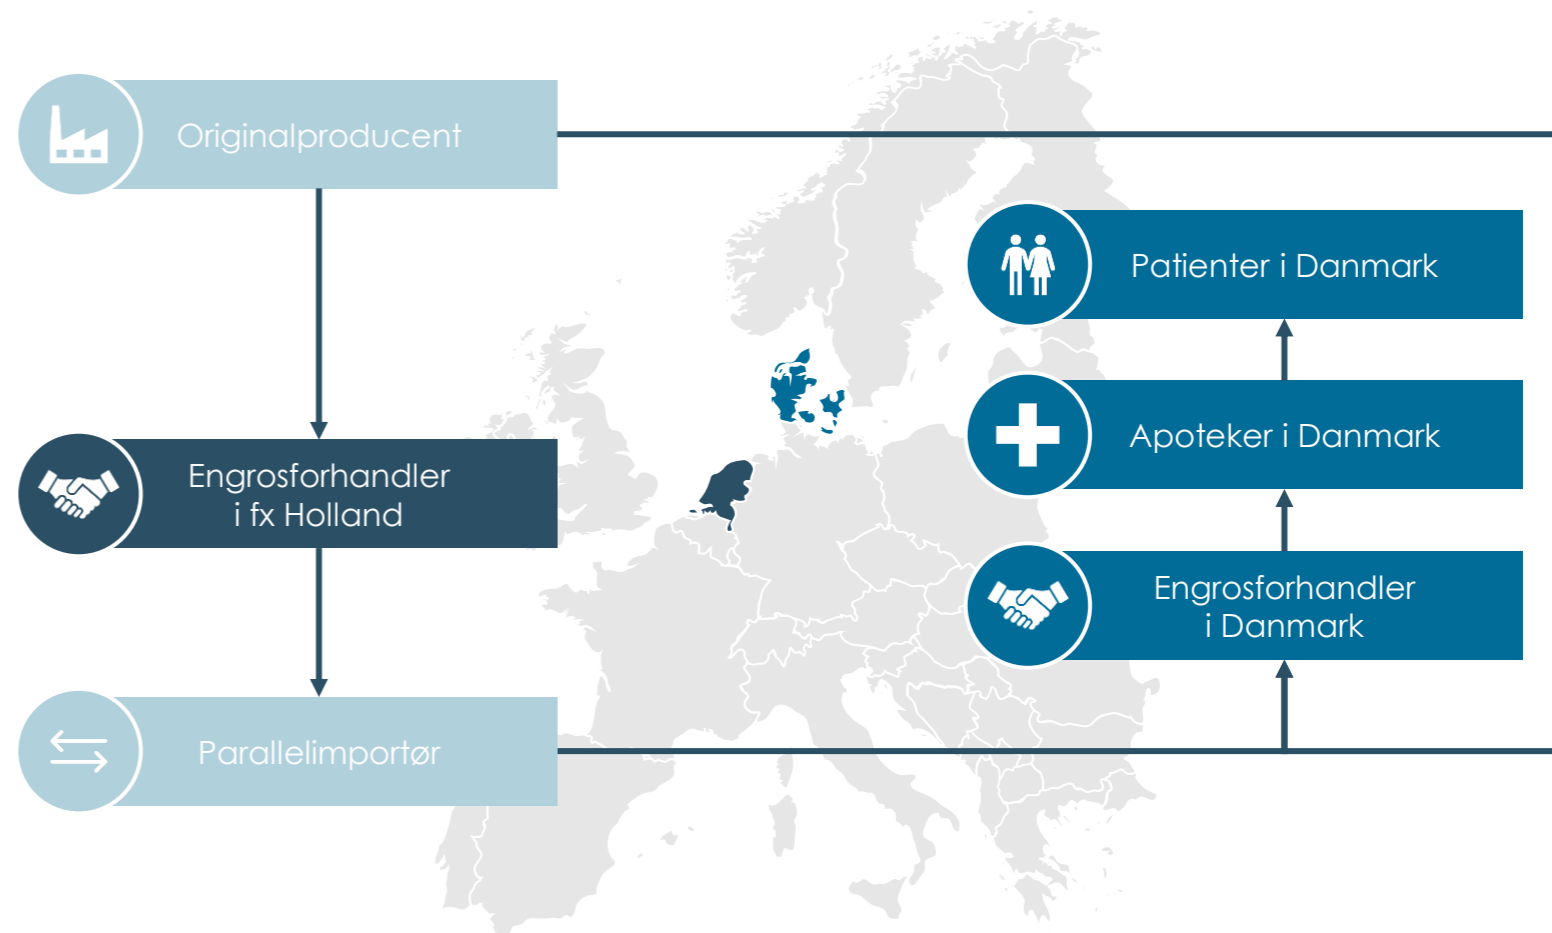 Originalproducent
Engrosforhandler
i fx Holland
Parallelimportør
Patienter i Danmark
Apoteker i Danmark
Engrosforhandler
i Danmark